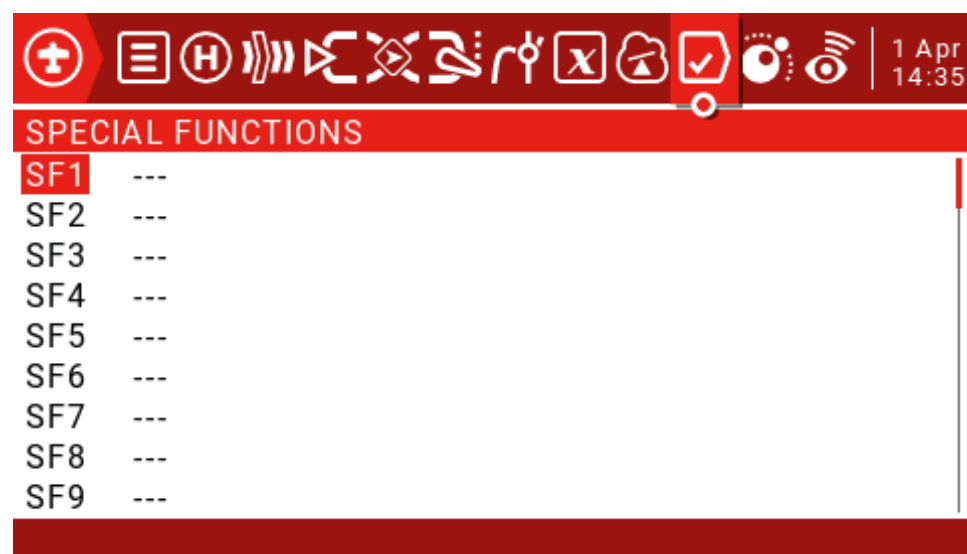 H x 1 Apr
14:35
SPECIAL FUNCTIONS
SF1 ---
SF2 ---
SF3 ---
SF4 ---
SF5 ---
SF6 ---
SF7 ---
SF8 ---
SF9 ---